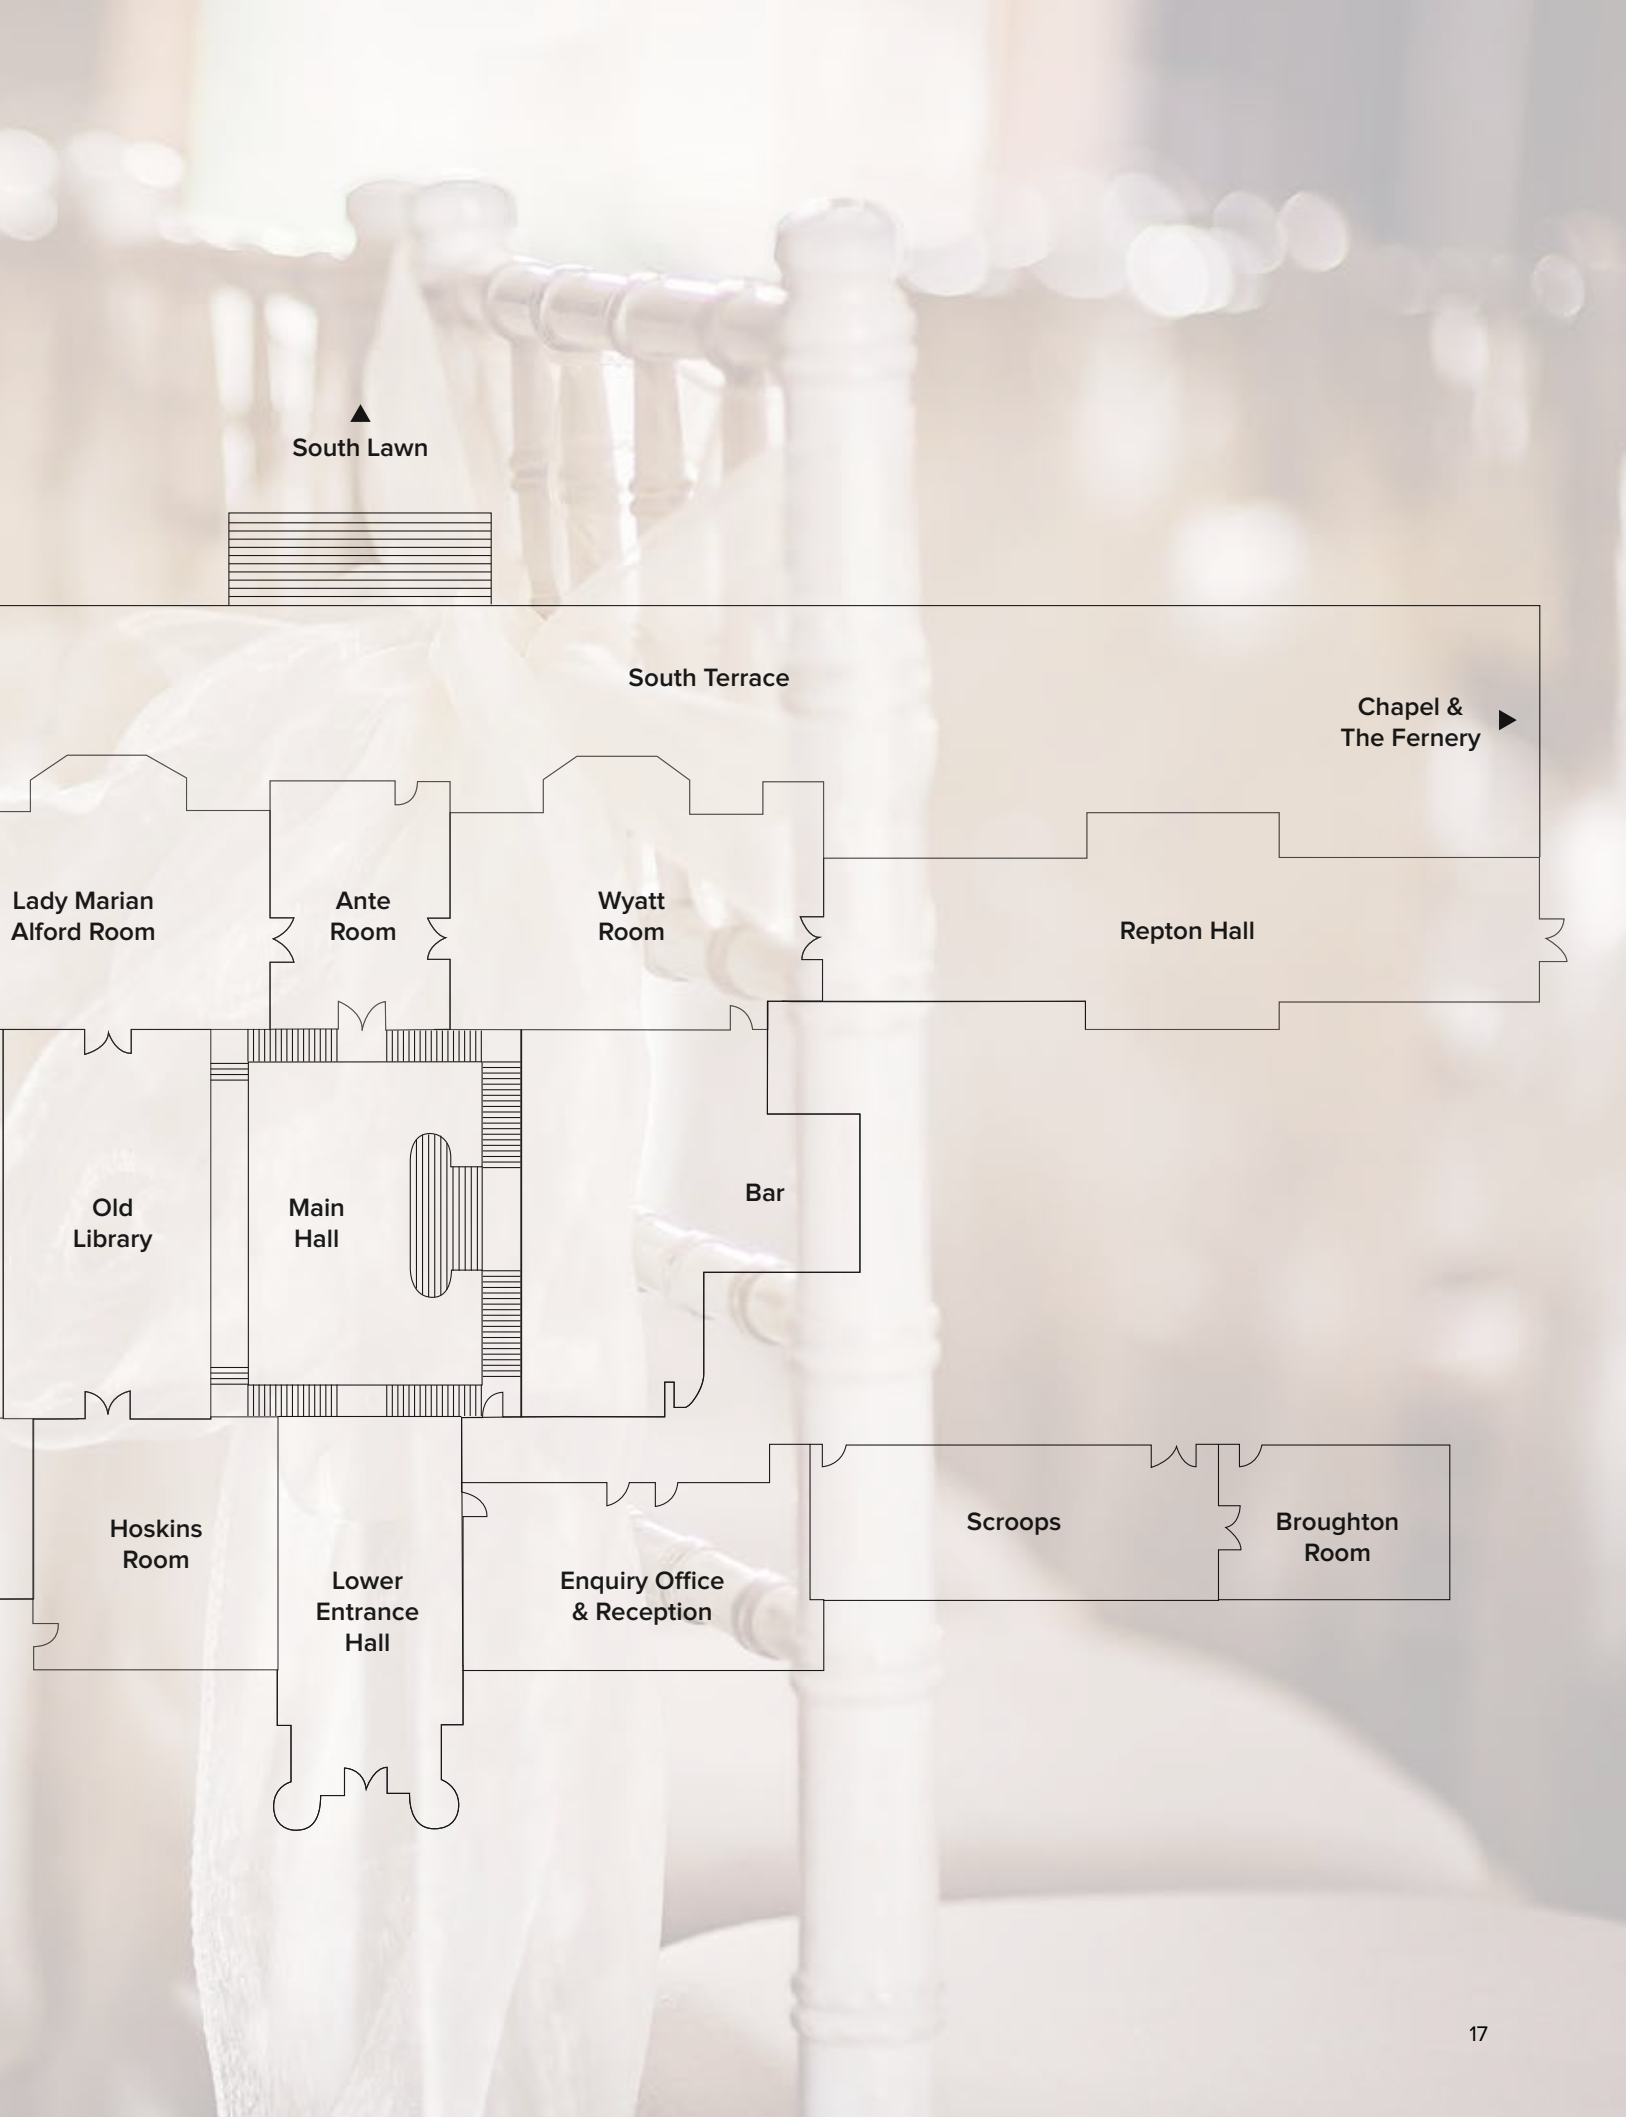 South Lawn
South Terrace
Chapel &
The Fernery
Lady Marian
Alford Room
Ante
Room
Wyatt
Room
Repton Hall
Old
Library
Main
Hall
Bar
Hoskins
Room
Lower
Entrance
Hall
Enquiry Office
& Reception
Scroops
Broughton
Room
17